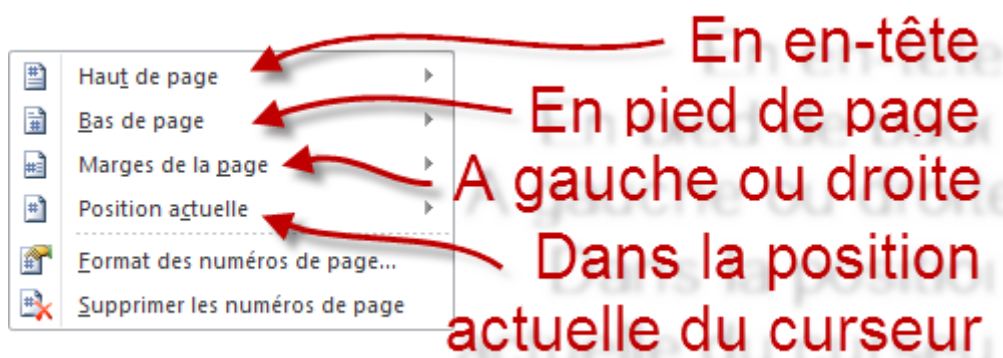 En en-tête
Haut de page
En pied de page
Bas de page
A gauche ou droite
Marges de la page
Position actuelle
Dans la position
actuelle du curseur
Format des numéros de page...
Supprimer les numéros de page